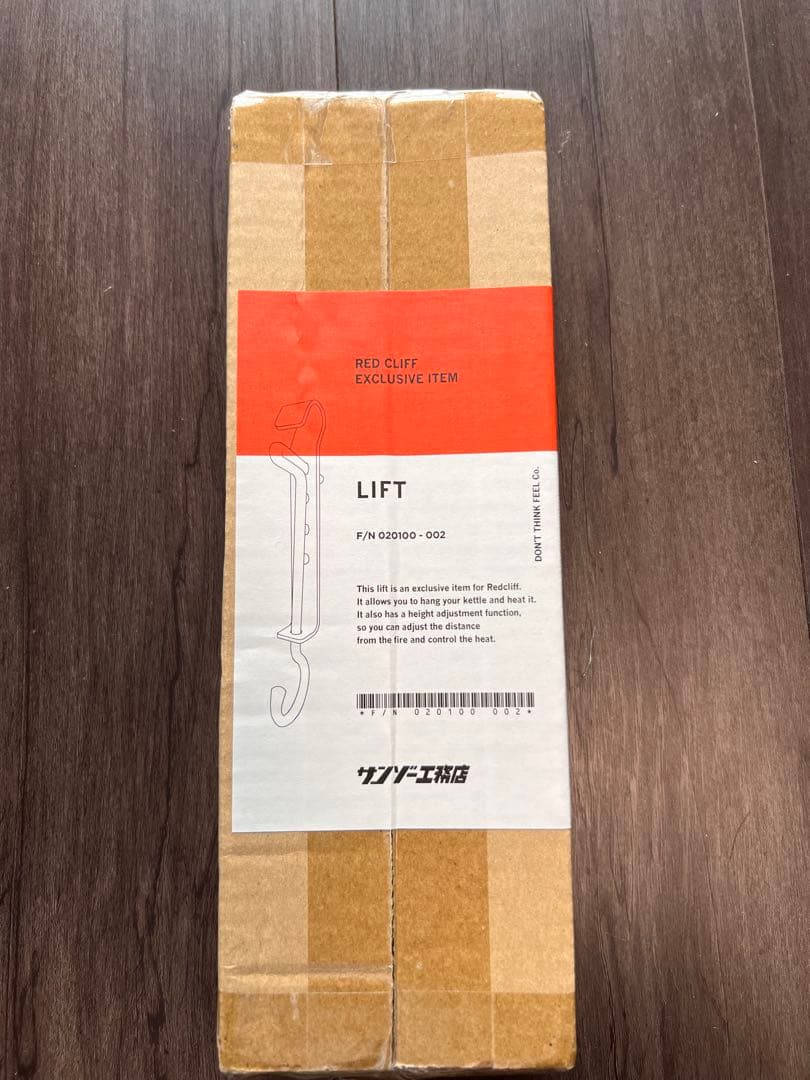 RED CLIFF
EXCLUSIVE ITEM
LIFT
F/N 020100 - 002
DON'T THINK FEEL Co.
This lift is an exclusive item for Redcliff.
It allows you to hang your kettle and heat it.
It also has a height adjustment function,
so you can adjust the distance
from the fire and control the heat.
*F/N 020100 002*
サンゾー工務店